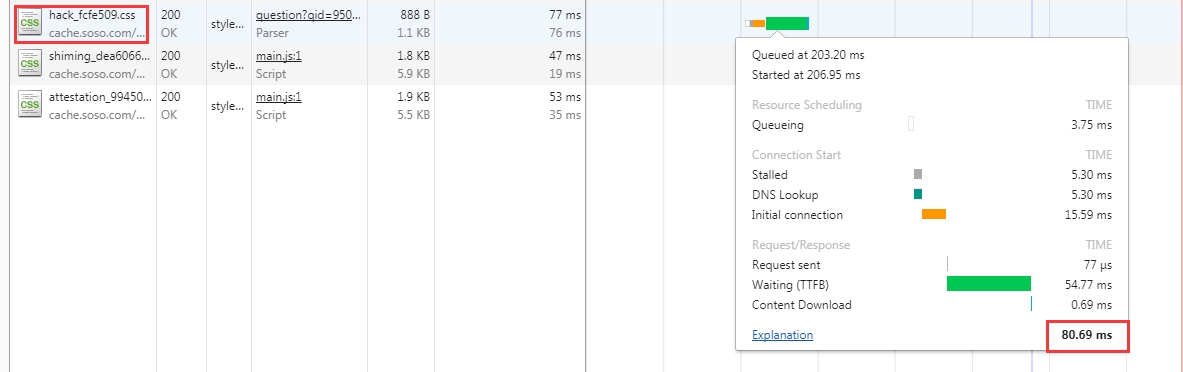 hack_fcfe509.css 200 style... question?qid=950... 888 B 77 ms
cache.soso.com/... OK Parser 1.1 KB 76 ms
shiming_dea6066... 200 style... main.js:1 1.8 KB 47 ms
cache.soso.com/... OK Script 5.9 KB 19 ms
attestation_99450... 200 style... main.js:1 1.9 KB 53 ms
cache.soso.com/... OK Script 5.5 KB 35 ms
CSS
CSS
CSS
Queued at 203.20 ms
Started at 206.95 ms
Resource Scheduling TIME
Queueing 3.75 ms
Connection Start TIME
Stalled 5.30 ms
DNS Lookup 5.30 ms
Initial connection 15.59 ms
Request/Response TIME
Request sent 77 µs
Waiting (TTFB) 54.77 ms
Content Download 0.69 ms
Explanation 80.69 ms